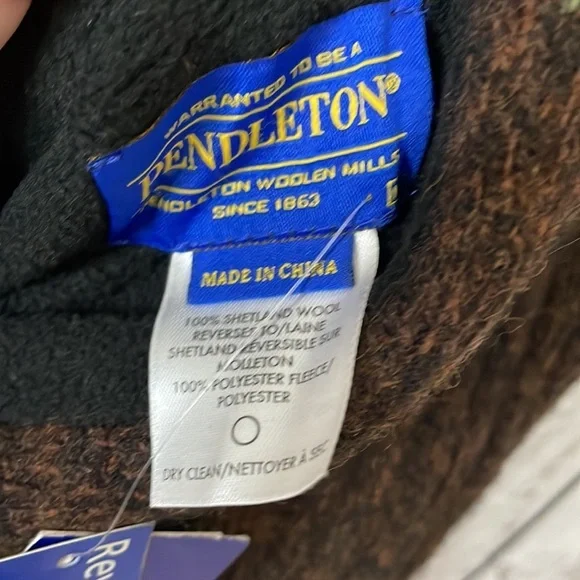 WARRANTED TO BE A
PENDLETON®
PENDLETON WOOLEN MILLS
SINCE 1863
MADE IN CHINA
100% SHETLAND WOOL
REVERSES TO/LAINE
SHETLAND REVERSIBLE SUR
MOLLETON
100% POLYESTER FLEECE/
POLYESTER
DRY CLEAN/NETTOYER À SEC